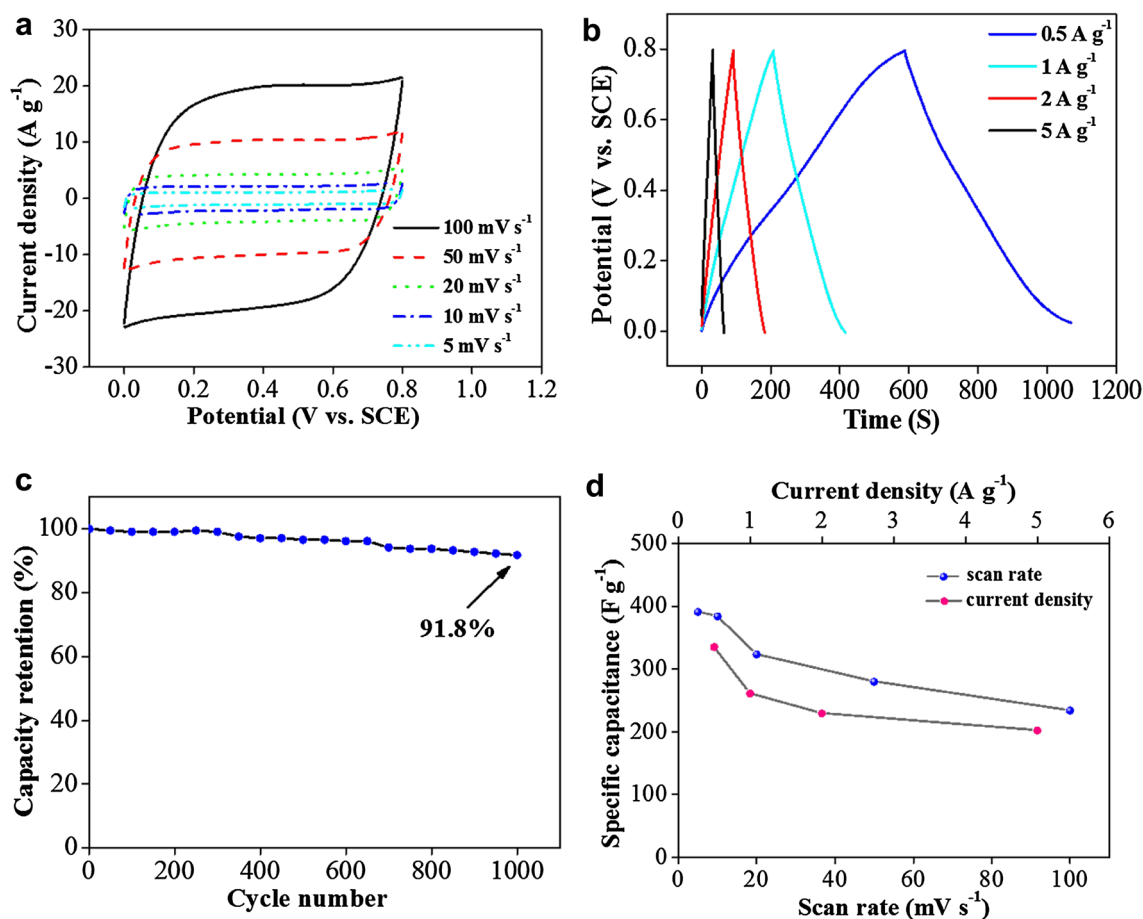 a
30
20
10
0
-10
-20
-30
Current density (A g-1)
100 mV s-1
50 mV s-1
20 mV s-1
10 mV s-1
5 mV s-1
0.0 0.2 0.4 0.6 0.8 1.0 1.2
Potential (V vs. SCE)
b
0.5 A g-1
1 A g-1
2 A g-1
5 A g-1
0.8
0.4
0.0
Potential (V vs. SCE)
0 200 400 600 800 1000 1200
Time (S)
c
100
80
60
40
20
0
Capacity retention (%)
91.8%
0 200 400 600 800 1000
Cycle number
d
Current density (A g-1)
0 1 2 3 4 5 6
500
400
300
200
100
0
Specific capacitance (F g-1)
scan rate
current density
0 20 40 60 80 100
Scan rate (mV s-1)